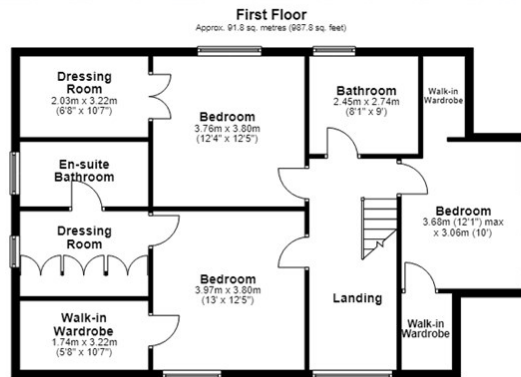 First Floor
Approx. 91.8 sq. metres (987.8 sq. feet)
Dressing
Room
2.03m x 3.22m
(6'8" x 10'7")
Bedroom
3.76m x 3.80m
(12'4" x 12'5")
Bathroom
2.45m x 2.74m
(8'1" x 9')
Walk-in
Wardrobe
En-suite
Bathroom
Dressing
Room
Bedroom
3.97m x 3.80m
(13' x 12'5")
Landing
Bedroom
3.68m (12'1") max
x 3.06m (10')
Walk-in
Wardrobe
1.74m x 3.22m
(5'8" x 10'7")
Walk-in
Wardrobe